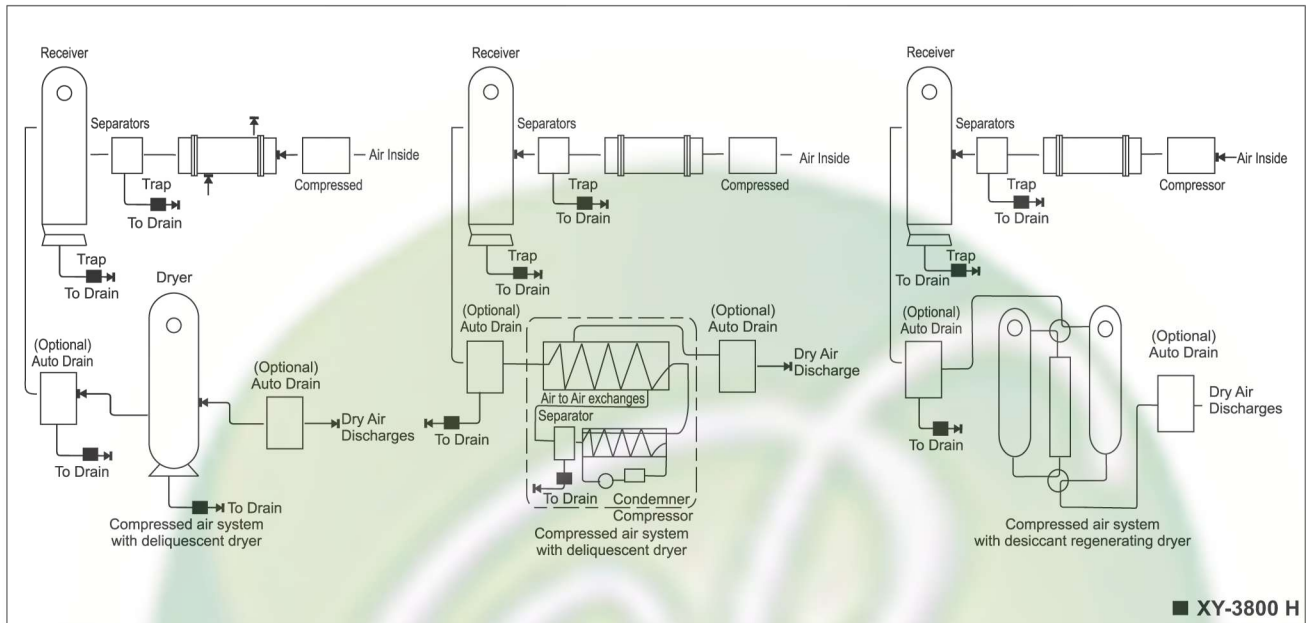 Receiver
Separators
Air Inside
Compressed
Trap
To Drain
Trap
To Drain
Dryer
(Optional)
Auto Drain
(Optional)
Auto Drain
Dry Air
Discharges
To Drain
To Drain
Compressed air system
with deliquescent dryer
Receiver
Separators
Air Inside
Compressed
Trap
To Drain
Trap
To Drain
(Optional)
Auto Drain
(Optional)
Auto Drain
Dry Air
Discharge
Air to Air exchanges
Separator
To Drain
To Drain
Condemner
Compressor
Compressed air system
with deliquescent dryer
Receiver
Separators
Air Inside
Compressor
Trap
To Drain
Trap
To Drain
(Optional)
Auto Drain
(Optional)
Auto Drain
Dry Air
Discharges
To Drain
Compressed air system
with desiccant regenerating dryer
XY-3800 H